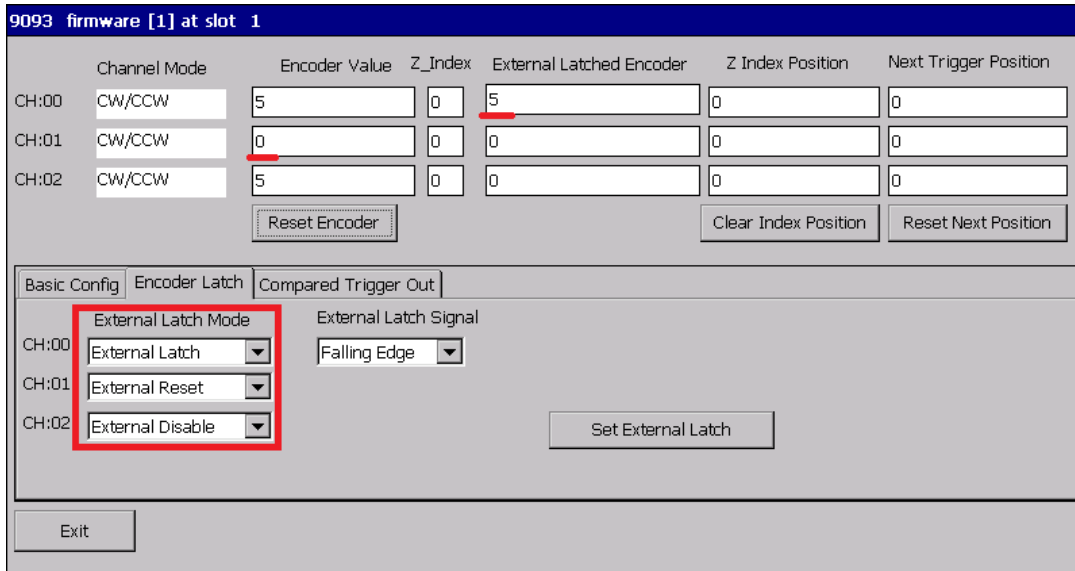 9093 firmware [1] at slot 1
Channel Mode Encoder Value Z_Index External Latched Encoder Z Index Position Next Trigger Position
CH:00 CW/CCW 5 0 5 0 0
CH:01 CW/CCW 0 0 0 0 0
CH:02 CW/CCW 5 0 0 0 0
Reset Encoder Clear Index Position Reset Next Position
Basic Config Encoder Latch Compared Trigger Out
External Latch Mode External Latch Signal
CH:00 External Latch Falling Edge
CH:01 External Reset
CH:02 External Disable Set External Latch
Exit